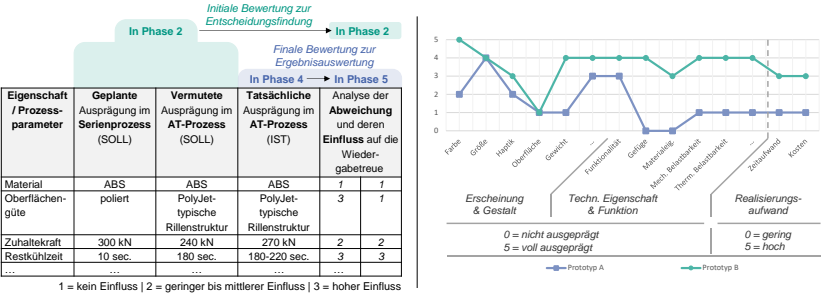 Initiale Bewertung zur
Entscheidungsfindung
In Phase 2
In Phase 2
Finale Bewertung zur
Ergebnisauswertung
In Phase 4
In Phase 5
Eigenschaft
/ Prozess-
parameter
Geplante
Ausprägung im
Serienprozess
(SOLL)
Vermutete
Ausprägung im
AT-Prozess
(SOLL)
Tatsächliche
Ausprägung im
AT-Prozess
(IST)
Analyse der
Abweichung
und deren
Einfluss auf die
Wieder-
gabetreue
Material ABS ABS ABS 1 1
Oberflächen-
güte
poliert
PolyJet-
typische
Rillenstruktur
PolyJet-
typische
Rillenstruktur
3 1
Zuhaltekraft 300 kN 240 kN 270 kN 2 2
Restkühlzeit 10 sec. 180 sec. 180-220 sec. 3 3
… … … …
1 = kein Einfluss | 2 = geringer bis mittlerer Einfluss | 3 = hoher Einfluss
5
4
3
2
1
0
Farbe
Größe
Haptik
Oberfläche
Gewicht
...
Funktionalität
Gefüge
Materialeig.
Mech. Belastbarkeit
Therm. Belastbarkeit
...
Zeitaufwand
Kosten
Erscheinung
& Gestalt
Techn. Eigenschaft
& Funktion
Realisierungs-
aufwand
0 = nicht ausgeprägt
5 = voll ausgeprägt
0 = gering
5 = hoch
Prototyp A
Prototyp B